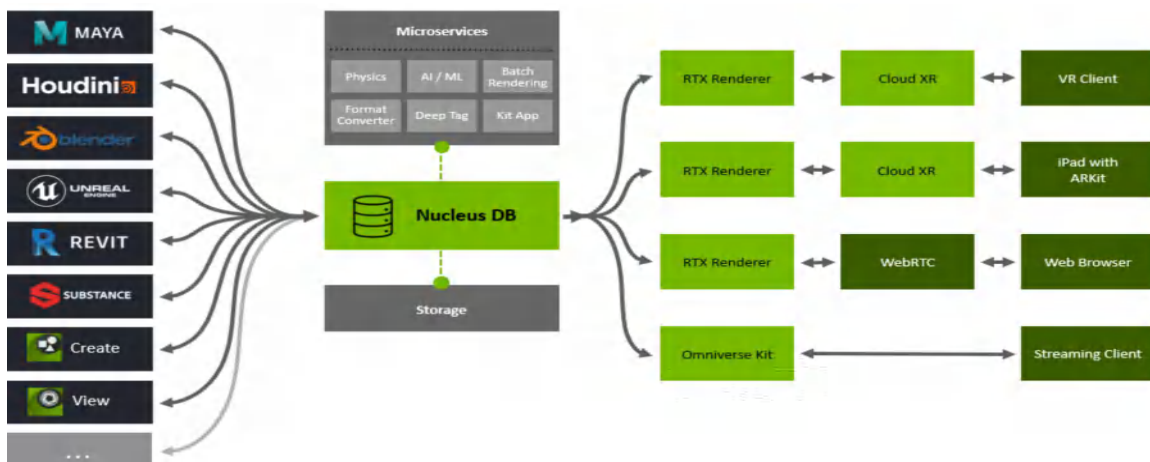 MAYA
Houdini
blender
UNREAL
ENGINE
REVIT
SUBSTANCE
Create
View
...
Microservices
Physics
AI / ML
Batch
Rendering
Format
Converter
Deep Tag
Kit App
Nucleus DB
Storage
RTX Renderer
Cloud XR
VR Client
RTX Renderer
Cloud XR
iPad with
ARKit
RTX Renderer
WebRTC
Web Browser
Omniverse Kit
Streaming Client